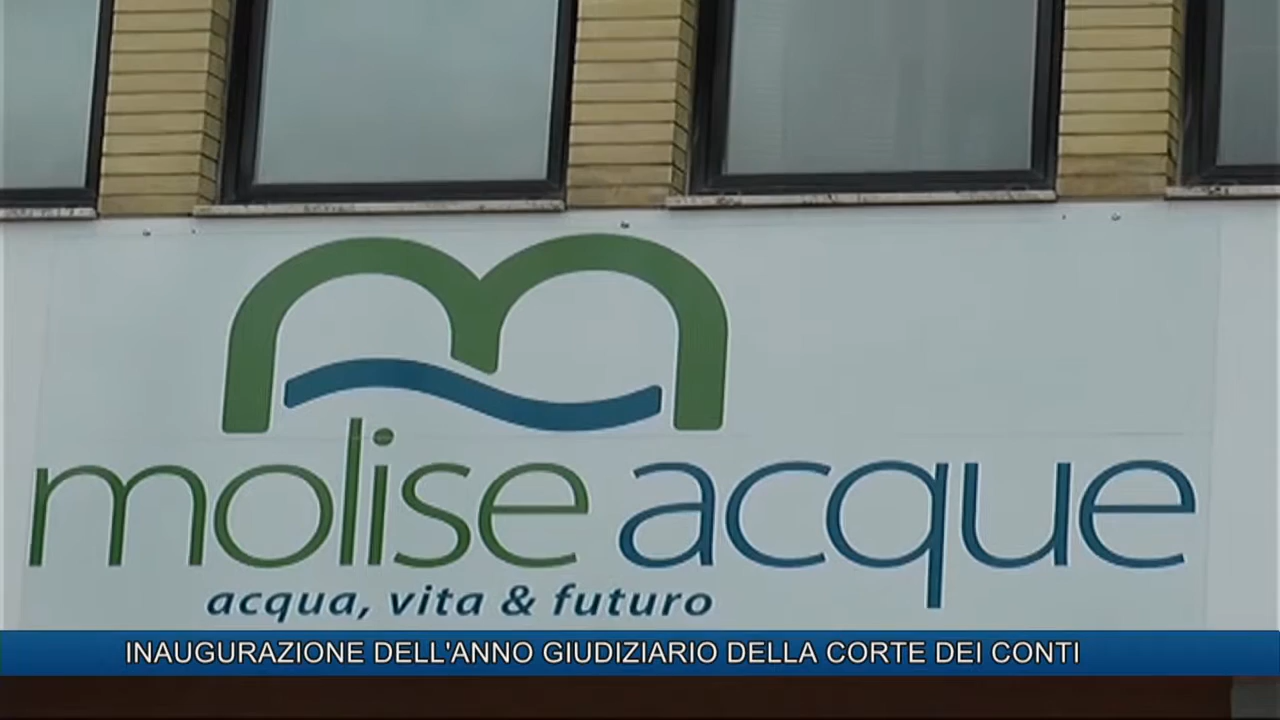 molise acque
acqua, vita & futuro
INAUGURAZIONE DELL'ANNO GIUDIZIARIO DELLA CORTE DEI CONTI